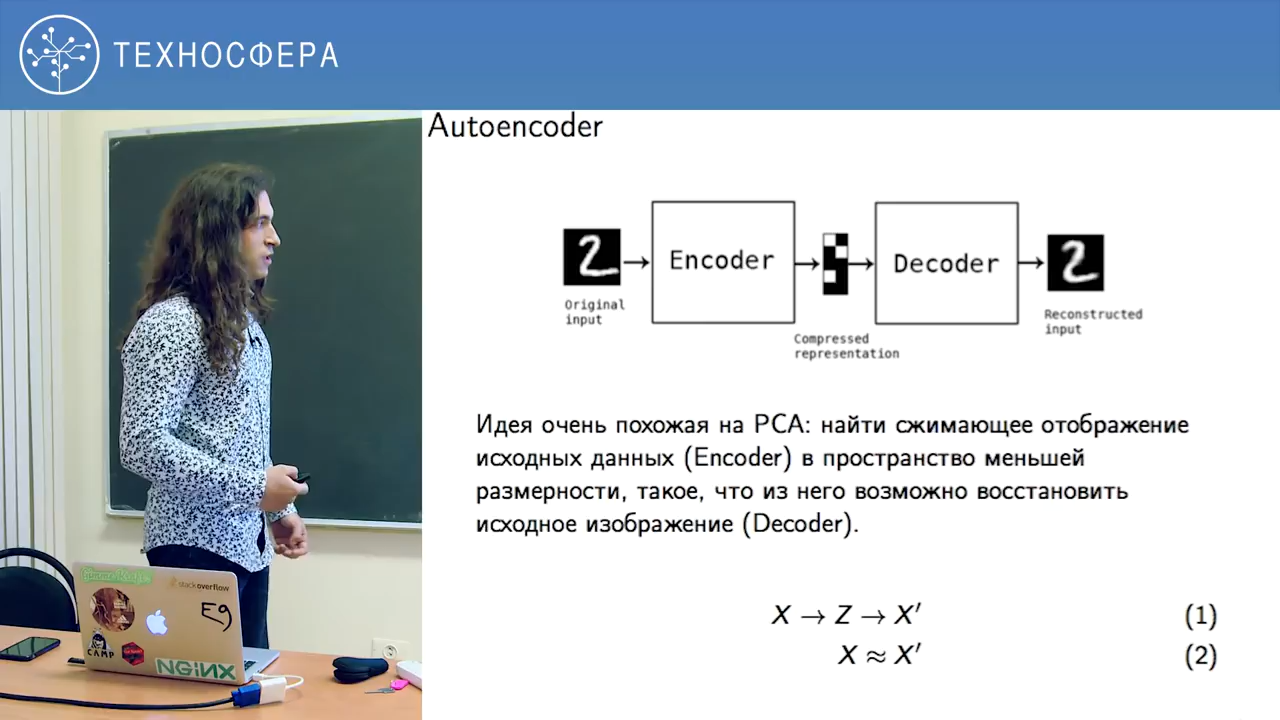 ТЕХНОСФЕРА
Autoencoder
Encoder
Decoder
Original
input
Compressed
representation
Reconstructed
input
Идея очень похожая на PCA: найти сжимающее отображение
исходных данных (Encoder) в пространство меньшей
размерности, такое, что из него возможно восстановить
исходное изображение (Decoder).
X → Z → X′ (1)
X ≈ X′ (2)
stackoverflow
E9
CAMP
NGINX